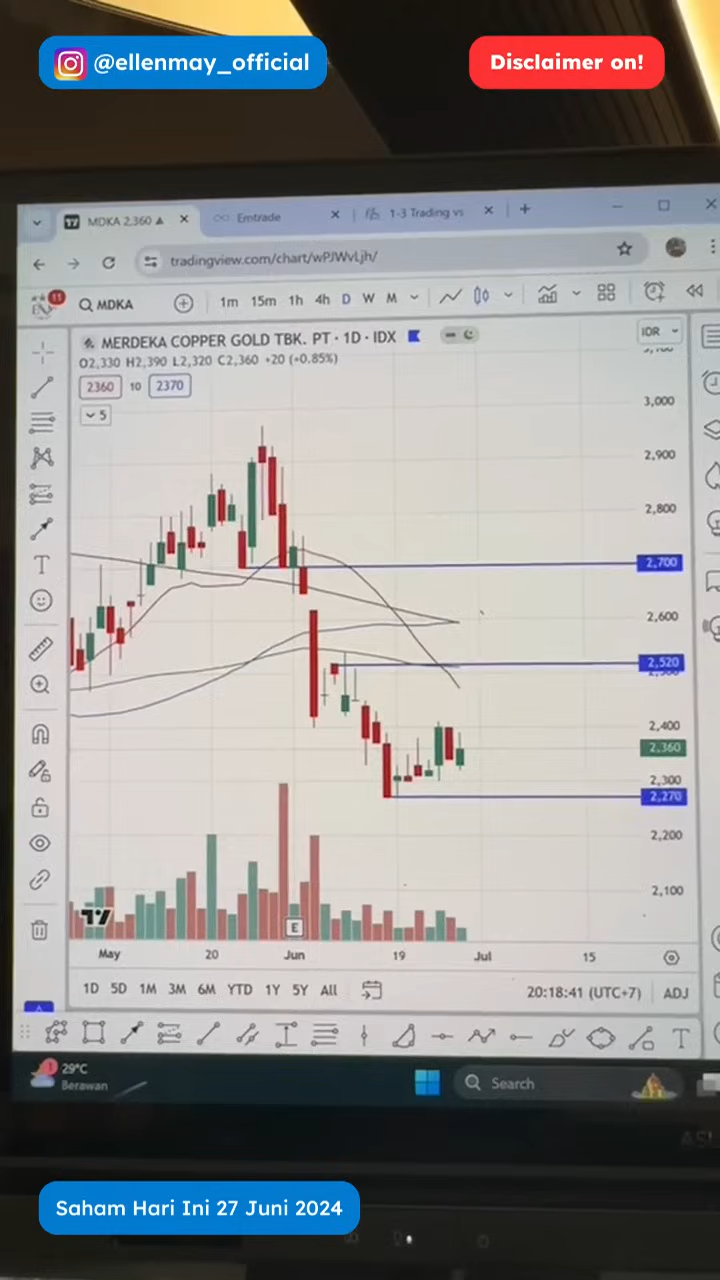 @ellenmay_official
Disclaimer on!
MDKA 2,360
Emtrade
1-3 Trading vs
tradingview.com/chart/wPJWvLjh/
11
MDKA
1m 15m 1h 4h D W M
MERDEKA COPPER GOLD TBK. PT · 1D · IDX
IDR
O2,330 H2,390 L2,320 C2,360 +20 (+0.85%)
2360 10 2370
5
3,000
2,900
2,800
2,700
2,600
2,520
2,400
2,360
2,300
2,270
2,200
2,100
E
May 20 Jun 19 Jul 15
1D 5D 1M 3M 6M YTD 1Y 5Y All
20:18:41 (UTC+7) ADJ
1
29°C
Berawan
Search
Saham Hari Ini 27 Juni 2024